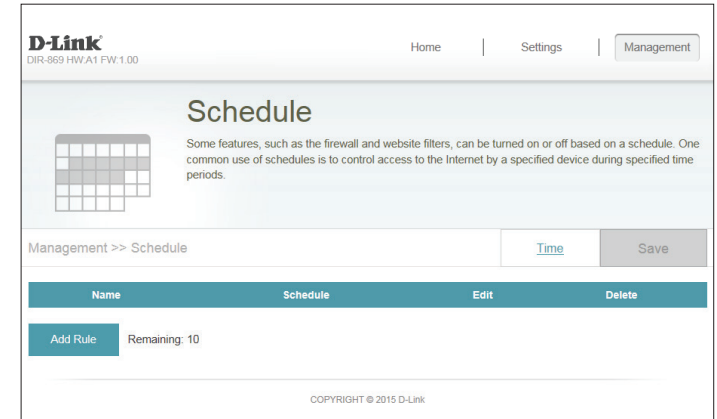 D-Link
DIR-869 HW:A1 FW:1.00
Home | Settings | Management
Schedule
Some features, such as the firewall and website filters, can be turned on or off based on a schedule. One
common use of schedules is to control access to the Internet by a specified device during specified time
periods.
Management >> Schedule
Time
Save
Name Schedule Edit Delete
Add Rule Remaining: 10
COPYRIGHT © 2015 D-Link